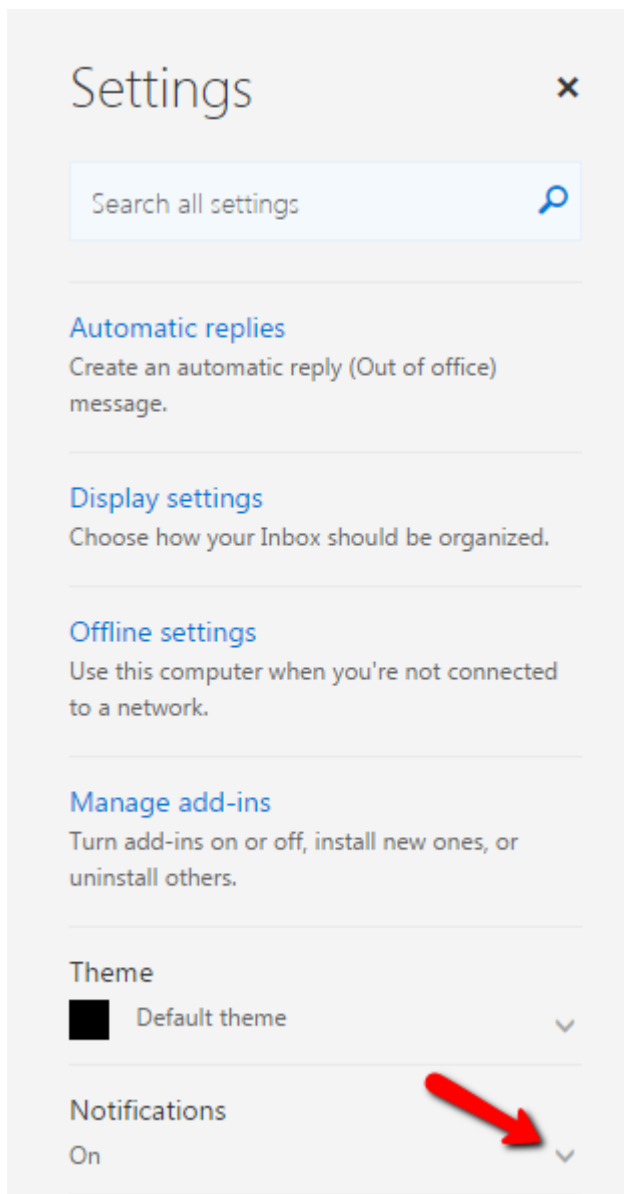 Settings
Search all settings
Automatic replies
Create an automatic reply (Out of office)
message.
Display settings
Choose how your Inbox should be organized.
Offline settings
Use this computer when you're not connected
to a network.
Manage add-ins
Turn add-ins on or off, install new ones, or
uninstall others.
Theme
Default theme
Notifications
On